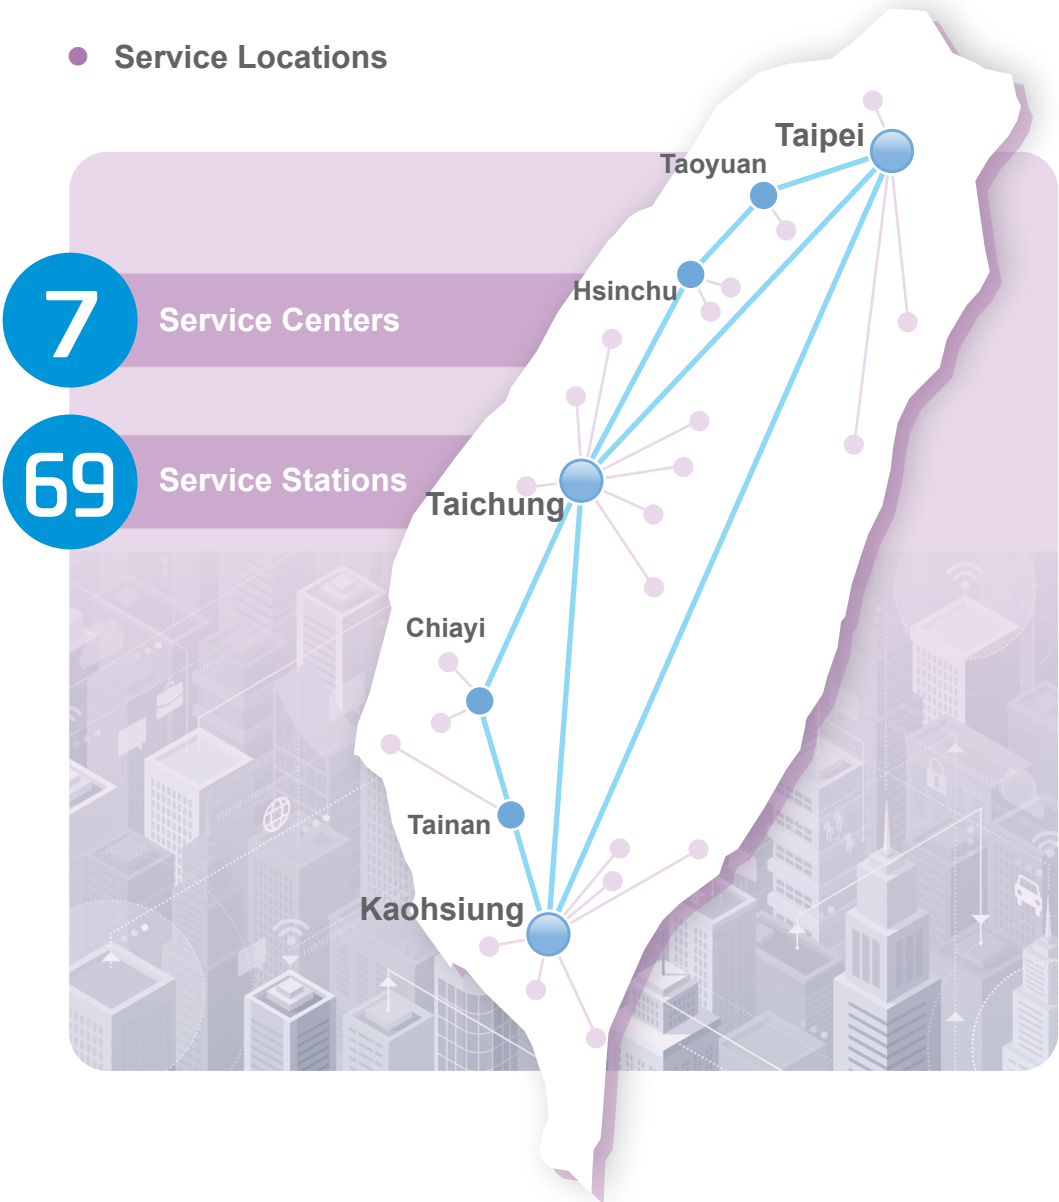 Service Locations
Taipei
Taoyuan
Hsinchu
7
Service Centers
69
Service Stations
Taichung
Chiayi
Tainan
Kaohsiung